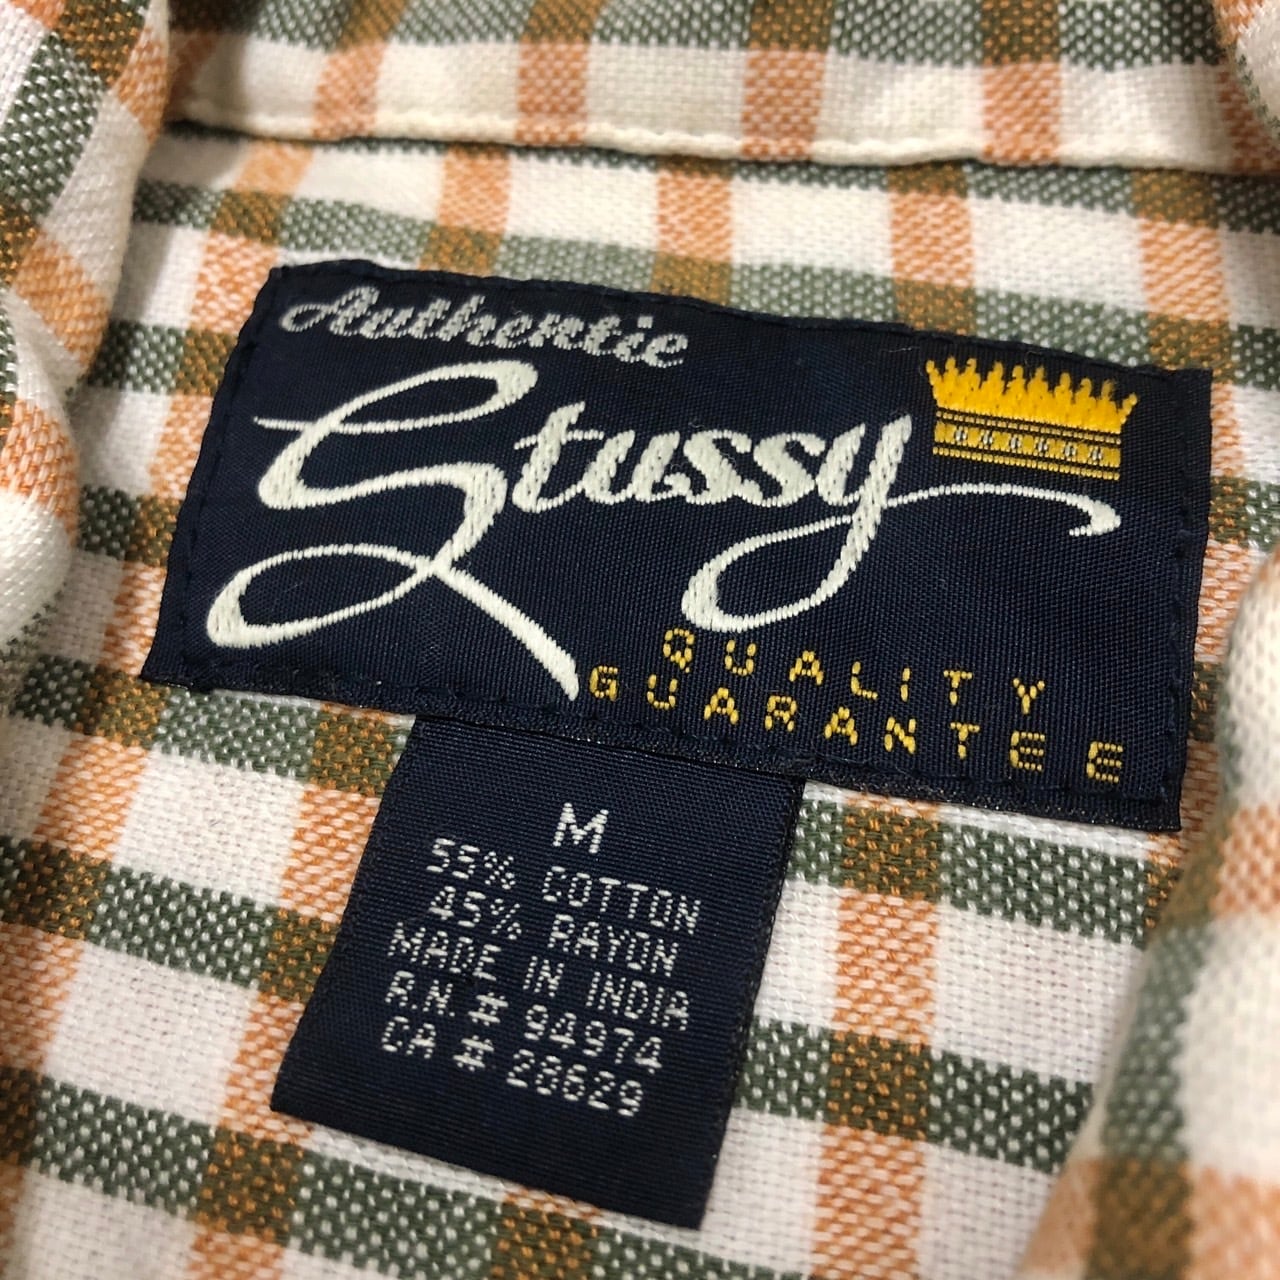 Authentic
Stussy
QUALITY
GUARANTEE
M
55% COTTON
45% RAYON
MADE IN INDIA
R.N. # 94974
CA # 28629